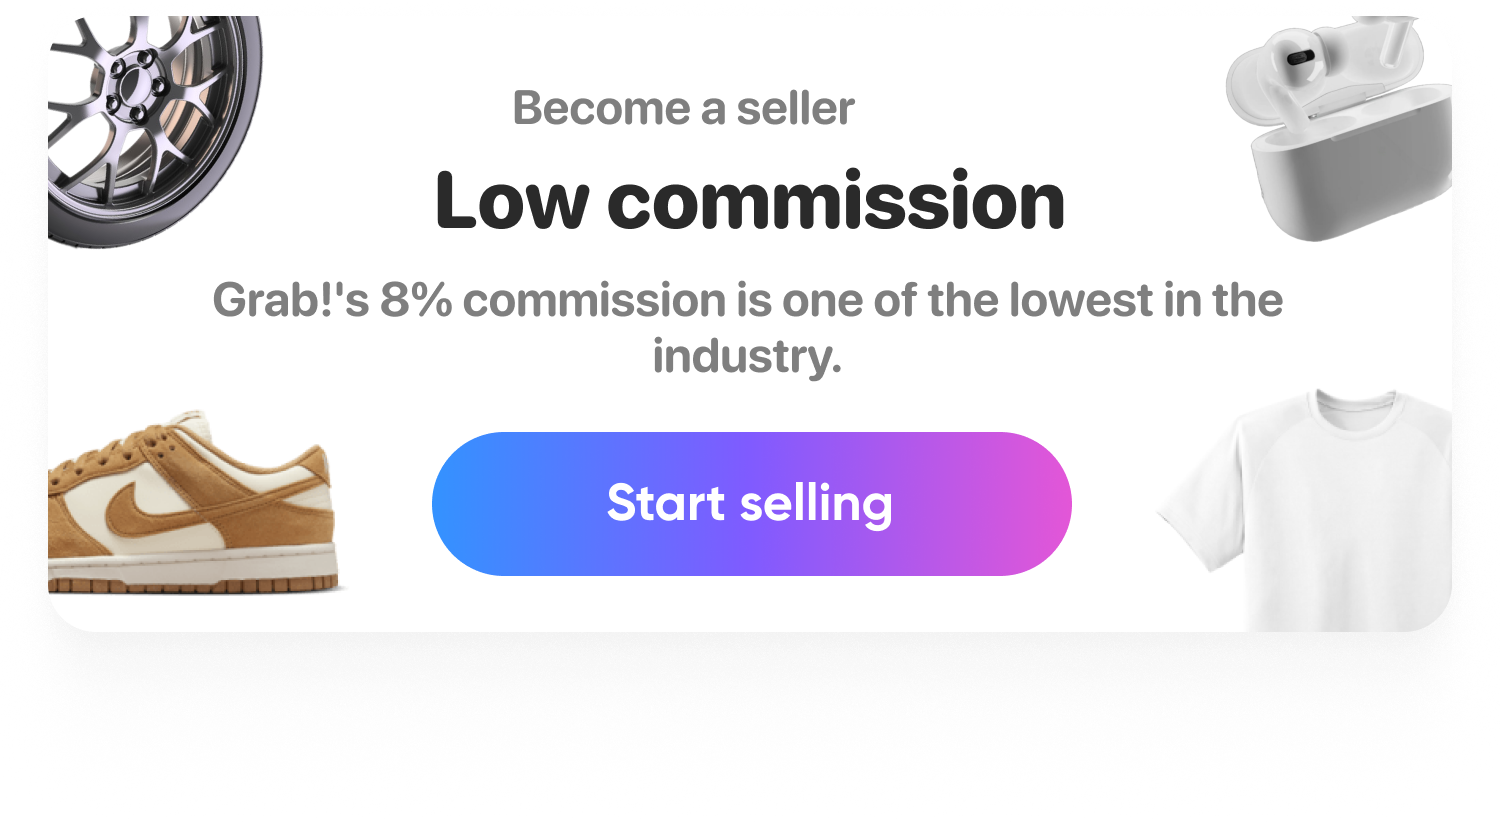 Become a seller
Low commission
Grab!'s 8% commission is one of the lowest in the
industry.
Start selling